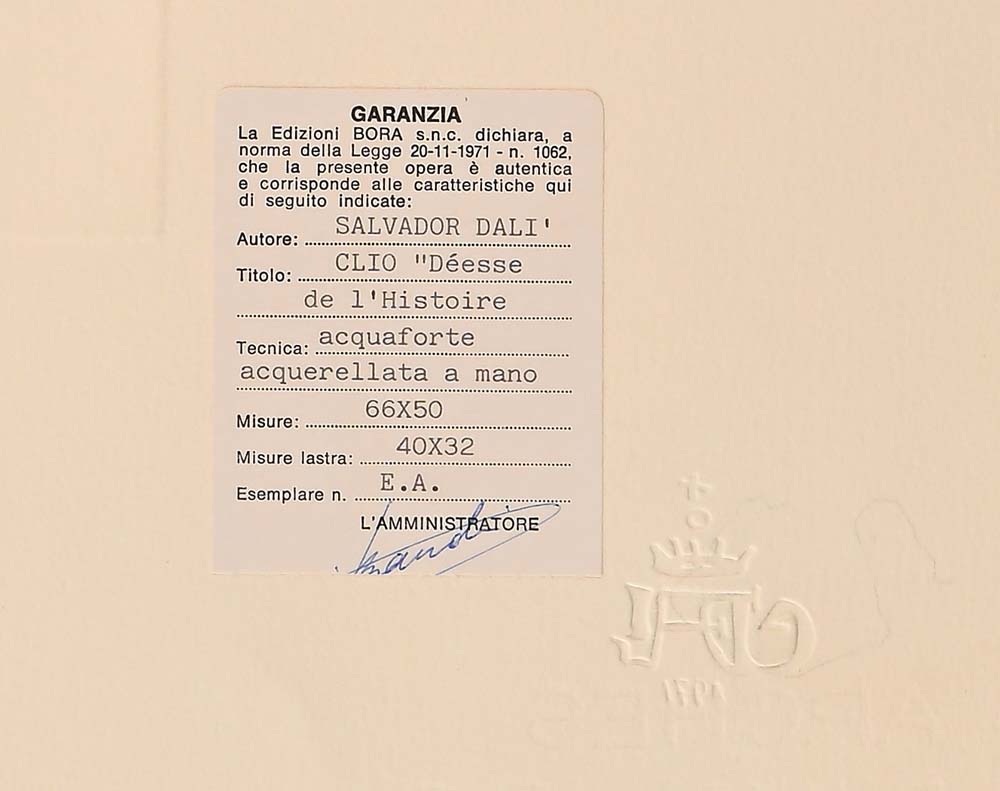 GARANZIA
La Edizioni BORA s.n.c. dichiara, a
norma della Legge 20-11-1971 - n. 1062,
che la presente opera è autentica
e corrisponde alle caratteristiche qui
di seguito indicate:
Autore: SALVADOR DALI'
Titolo: CLIO "Déesse
de l'Histoire
Tecnica: acquaforte
acquerellata a mano
Misure: 66X50
Misure lastra: 40X32
Esemplare n. E.A.
L'AMMINISTRATORE